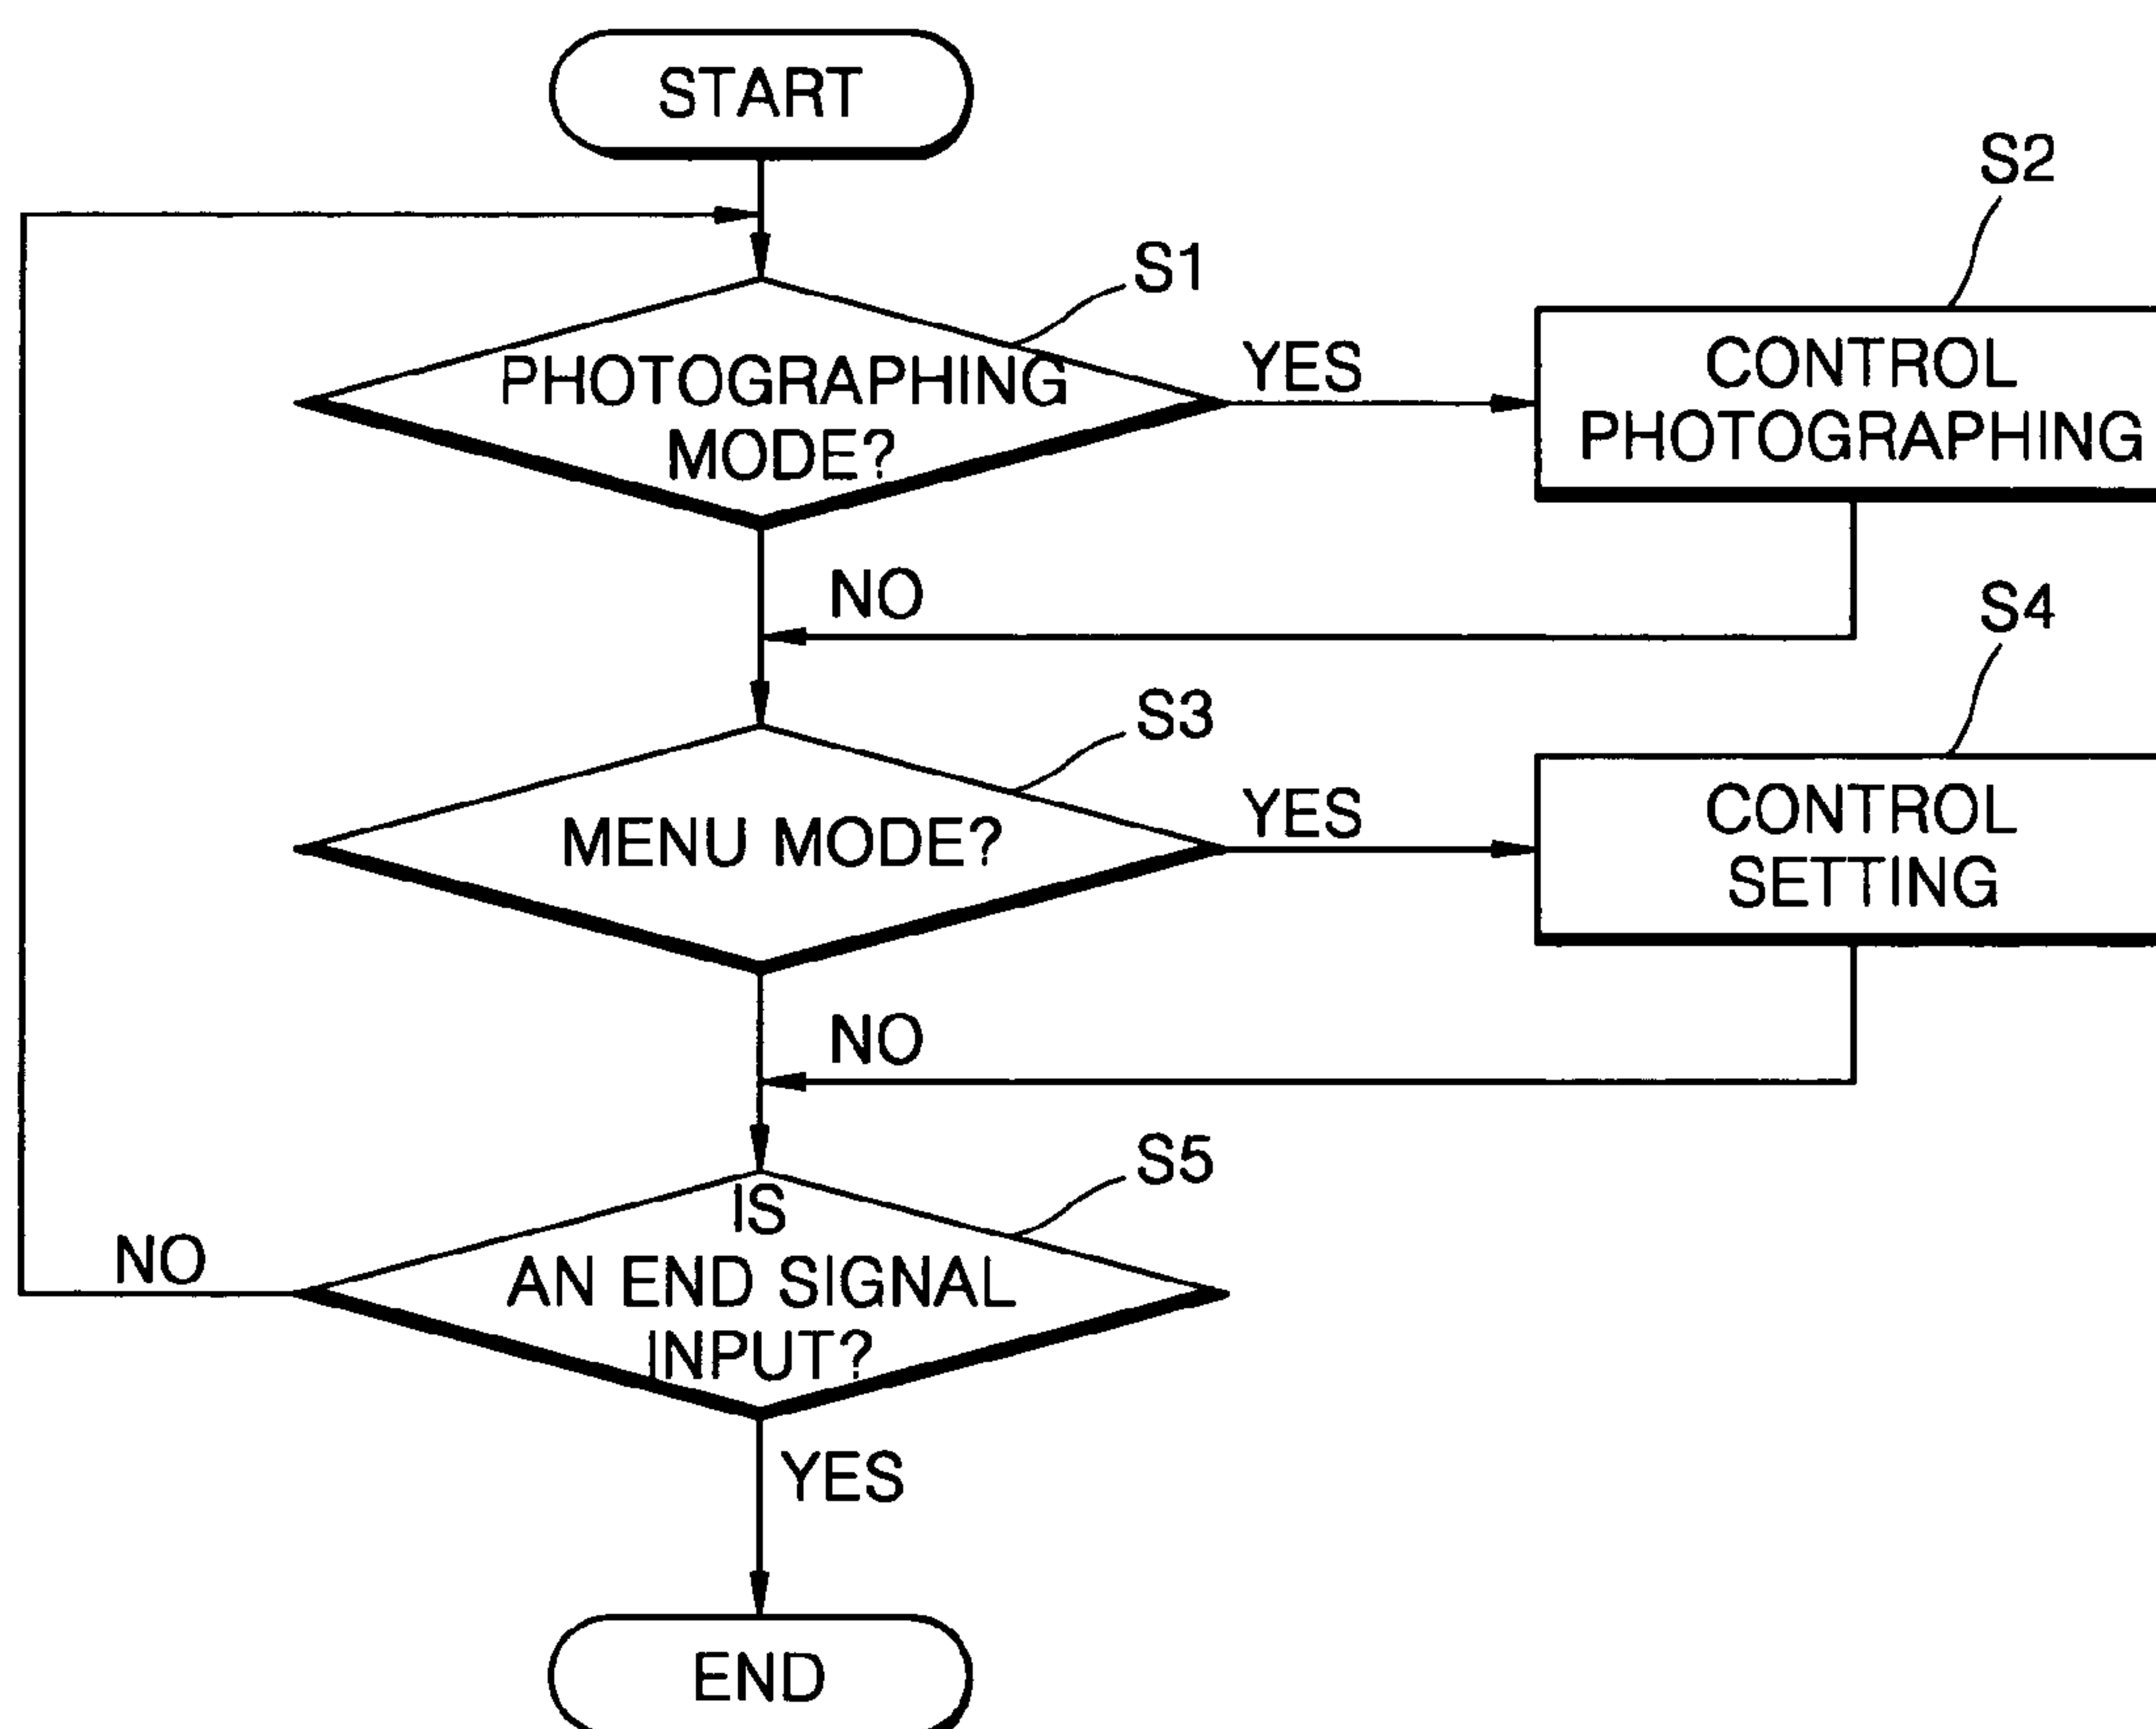 START
S2
S1
PHOTOGRAPHING
MODE?
YES
CONTROL
PHOTOGRAPHING
NO
S4
S3
MENU MODE?
YES
CONTROL
SETTING
NO
S5
IS
AN END SIGNAL
INPUT?
NO
YES
END